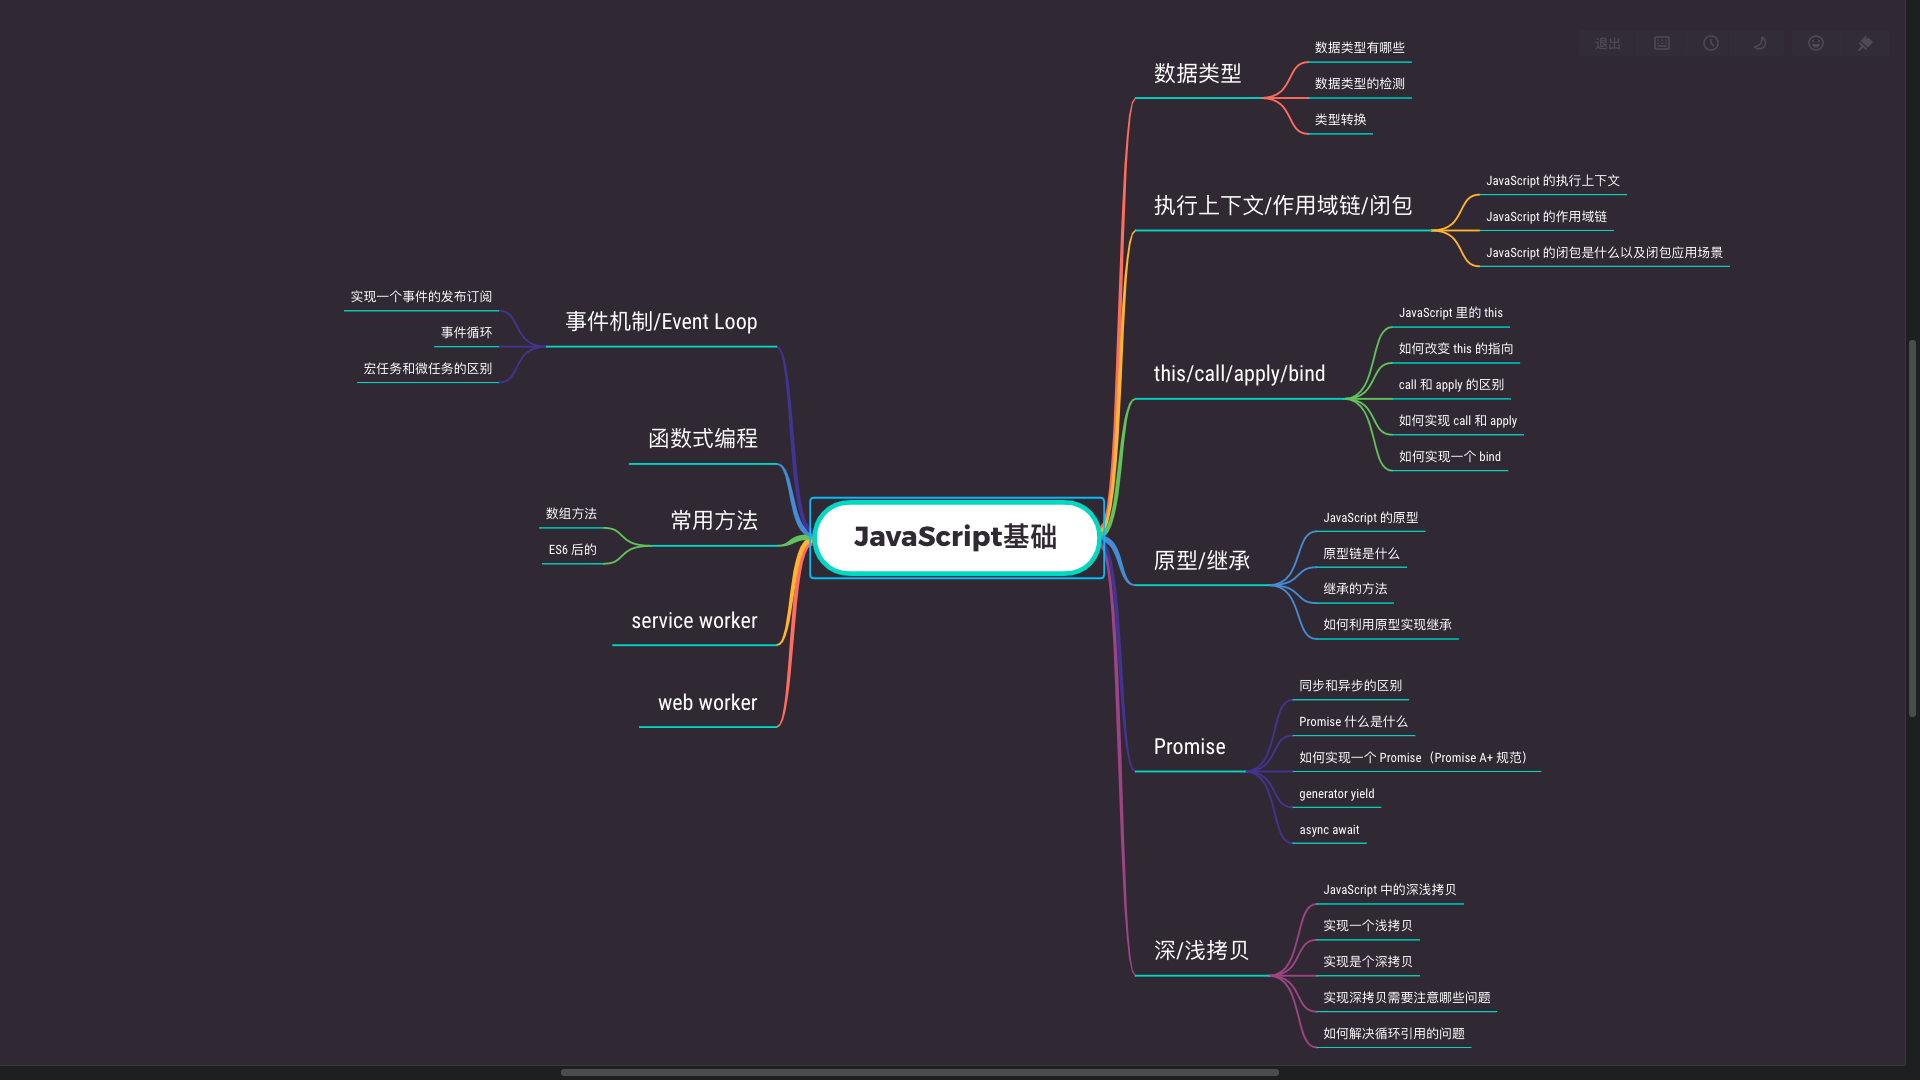 退出
JavaScript基础
数据类型
数据类型有哪些
数据类型的检测
类型转换
执行上下文/作用域链/闭包
JavaScript 的执行上下文
JavaScript 的作用域链
JavaScript 的闭包是什么以及闭包应用场景
this/call/apply/bind
JavaScript 里的 this
如何改变 this 的指向
call 和 apply 的区别
如何实现 call 和 apply
如何实现一个 bind
原型/继承
JavaScript 的原型
原型链是什么
继承的方法
如何利用原型实现继承
Promise
同步和异步的区别
Promise 什么是什么
如何实现一个 Promise（Promise A+ 规范）
generator yield
async await
深/浅拷贝
JavaScript 中的深浅拷贝
实现一个浅拷贝
实现是个深拷贝
实现深拷贝需要注意哪些问题
如何解决循环引用的问题
事件机制/Event Loop
实现一个事件的发布订阅
事件循环
宏任务和微任务的区别
函数式编程
常用方法
数组方法
ES6 后的
service worker
web worker